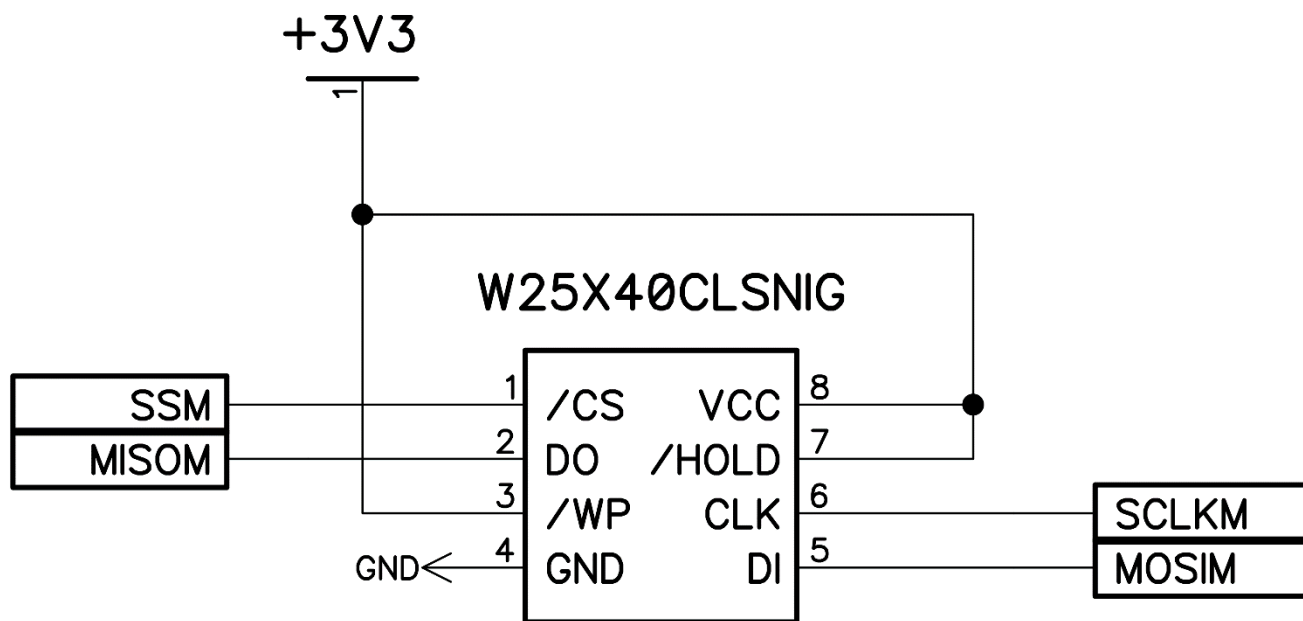 +3V3
1
W25X40CLSNIG
SSM 1 /CS VCC 8
MISOM 2 DO /HOLD 7
3 /WP CLK 6 SCLKM
GND 4 GND DI 5 MOSIM